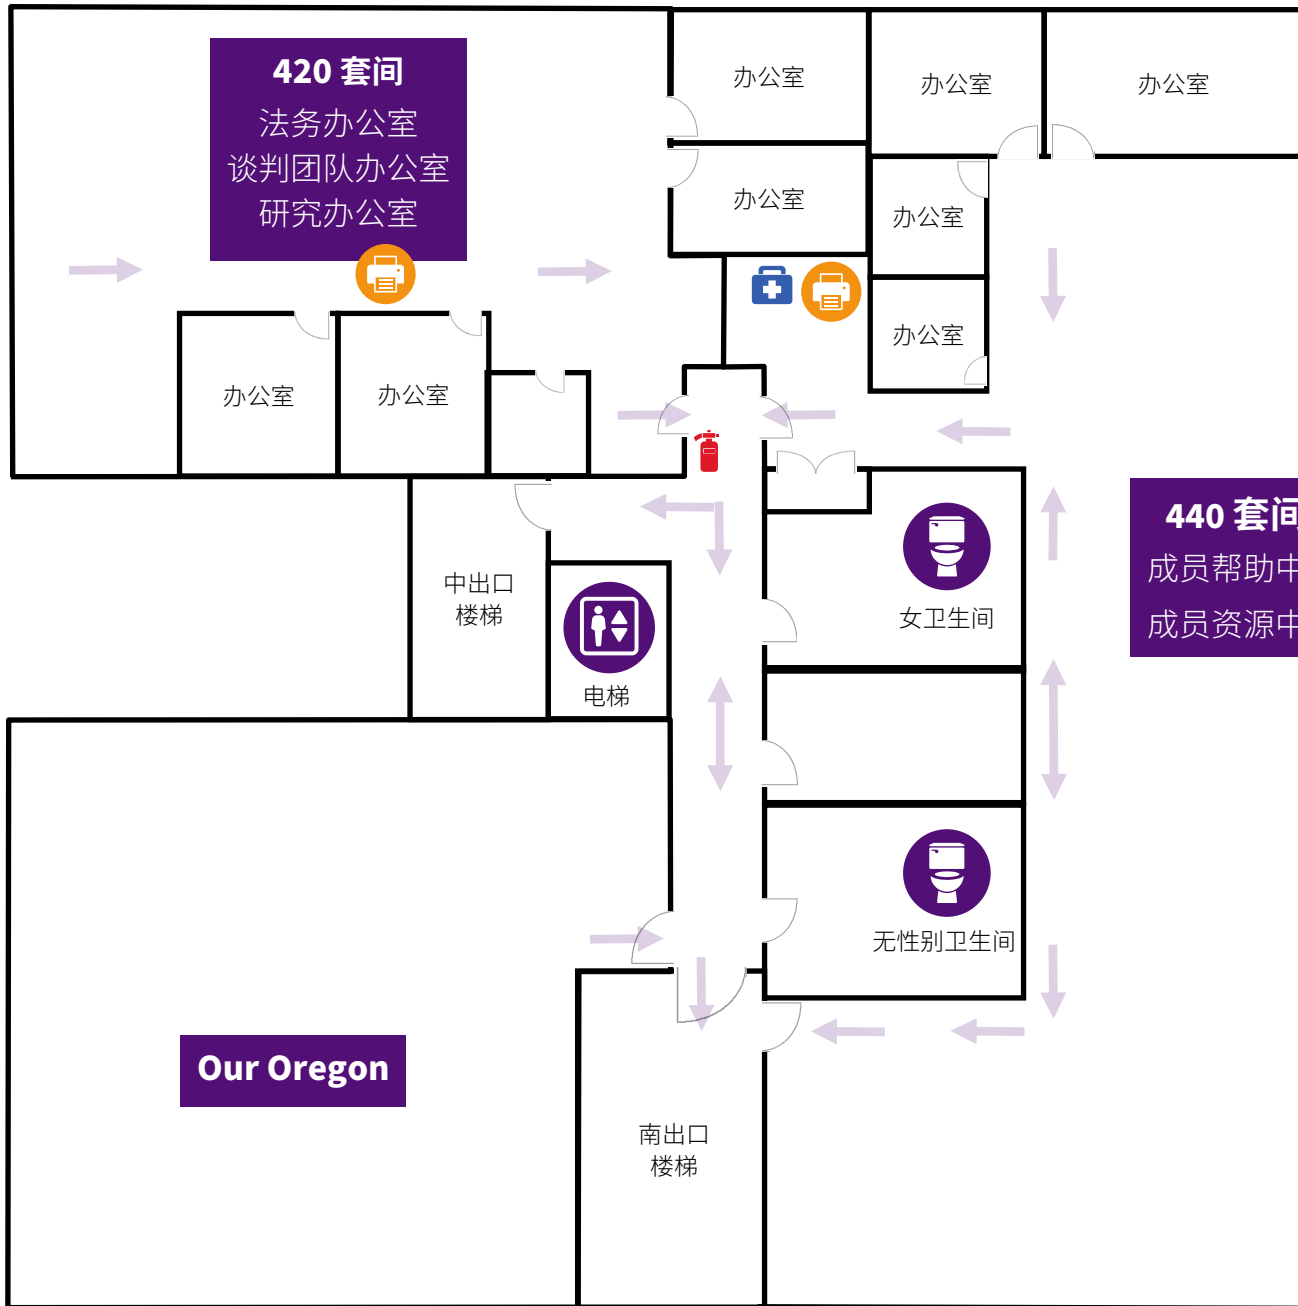 420 套间
法务办公室
谈判团队办公室
研究办公室
办公室
办公室
办公室
办公室
办公室
办公室
办公室
办公室
440 套间
成员帮助中
成员资源中
中出口
楼梯
电梯
女卫生间
无性别卫生间
Our Oregon
南出口
楼梯